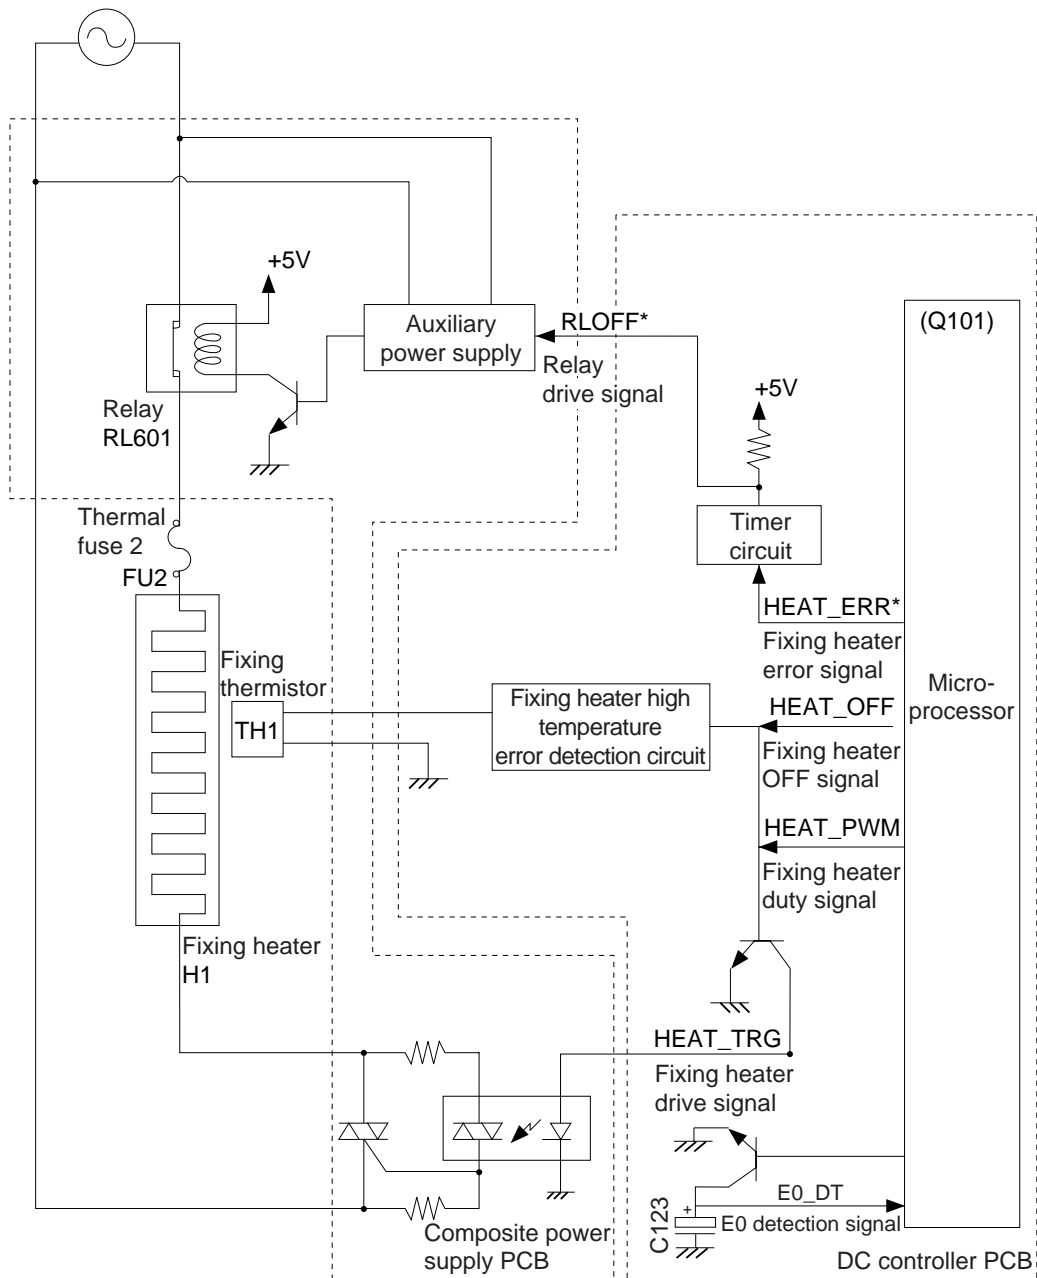 +5V
(Q101)
Auxiliary
power supply
RLOFF*
Relay
drive signal
+5V
Relay
RL601
Thermal
fuse 2
FU2
Timer
circuit
HEAT_ERR*
Fixing heater
error signal
Fixing
thermistor
TH1
Fixing heater high
temperature
error detection circuit
Micro-
processor
HEAT_OFF
Fixing heater
OFF signal
HEAT_PWM
Fixing heater
duty signal
Fixing heater
H1
HEAT_TRG
Fixing heater
drive signal
E0_DT
E0 detection signal
+
C123
Composite power
supply PCB
DC controller PCB